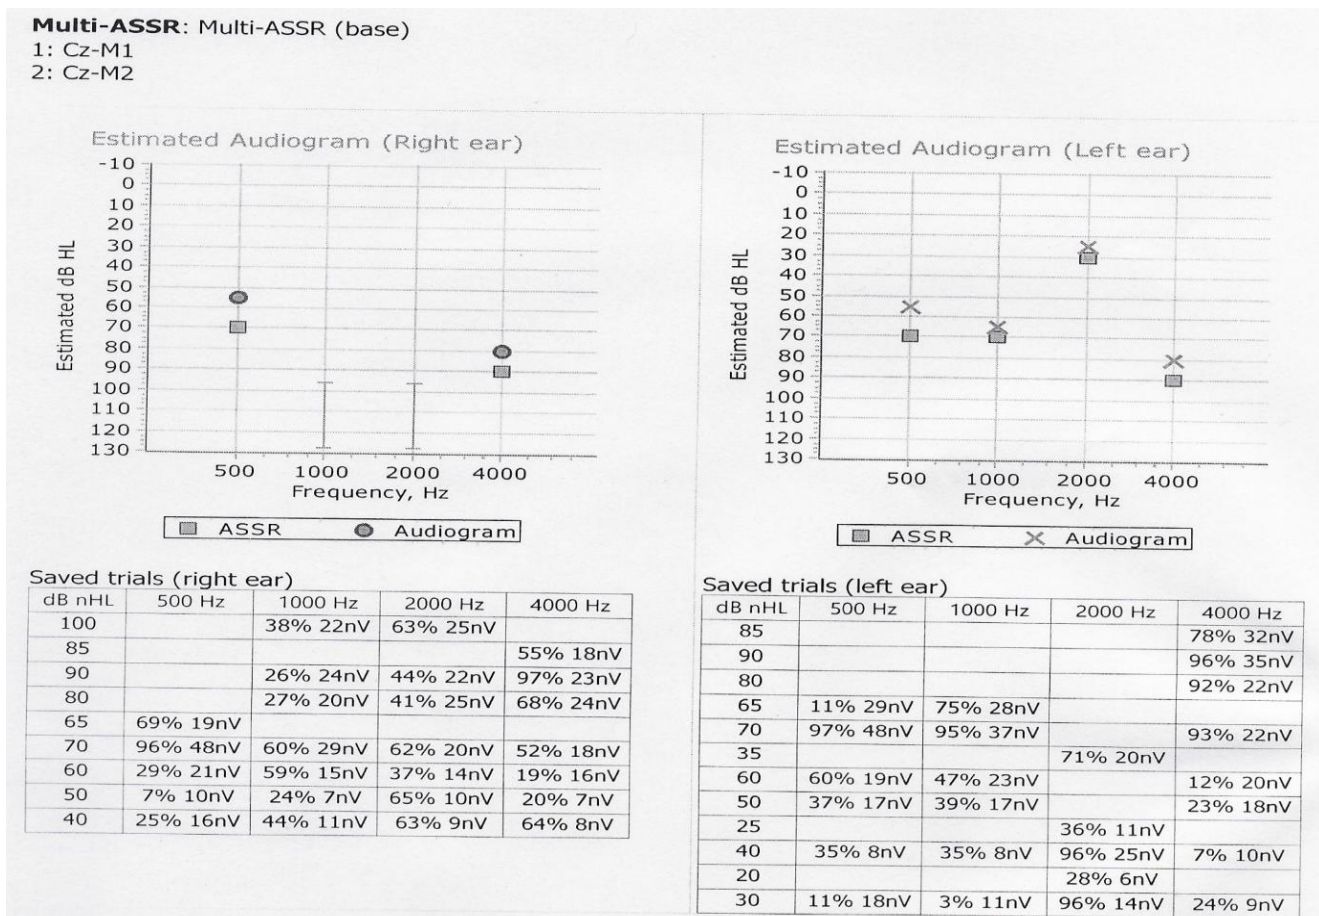 Multi-ASSR: Multi-ASSR (base)
1: Cz-M1
2: Cz-M2
Estimated Audiogram (Right ear)
Estimated dB HL
-10
0
10
20
30
40
50
60
70
80
90
100
110
120
130
500 1000 2000 4000
Frequency, Hz
ASSR Audiogram
Saved trials (right ear)
dB nHL 500 Hz 1000 Hz 2000 Hz 4000 Hz
100 38% 22nV 63% 25nV
85 55% 18nV
90 26% 24nV 44% 22nV 97% 23nV
80 27% 20nV 41% 25nV 68% 24nV
65 69% 19nV
70 96% 48nV 60% 29nV 62% 20nV 52% 18nV
60 29% 21nV 59% 15nV 37% 14nV 19% 16nV
50 7% 10nV 24% 7nV 65% 10nV 20% 7nV
40 25% 16nV 44% 11nV 63% 9nV 64% 8nV
Estimated Audiogram (Left ear)
Estimated dB HL
-10
0
10
20
30
40
50
60
70
80
90
100
110
120
130
500 1000 2000 4000
Frequency, Hz
ASSR Audiogram
Saved trials (left ear)
dB nHL 500 Hz 1000 Hz 2000 Hz 4000 Hz
85 78% 32nV
90 96% 35nV
80 92% 22nV
65 11% 29nV 75% 28nV
70 97% 48nV 95% 37nV 93% 22nV
35 71% 20nV
60 60% 19nV 47% 23nV 12% 20nV
50 37% 17nV 39% 17nV 23% 18nV
25 36% 11nV
40 35% 8nV 35% 8nV 96% 25nV 7% 10nV
20 28% 6nV
30 11% 18nV 3% 11nV 96% 14nV 24% 9nV